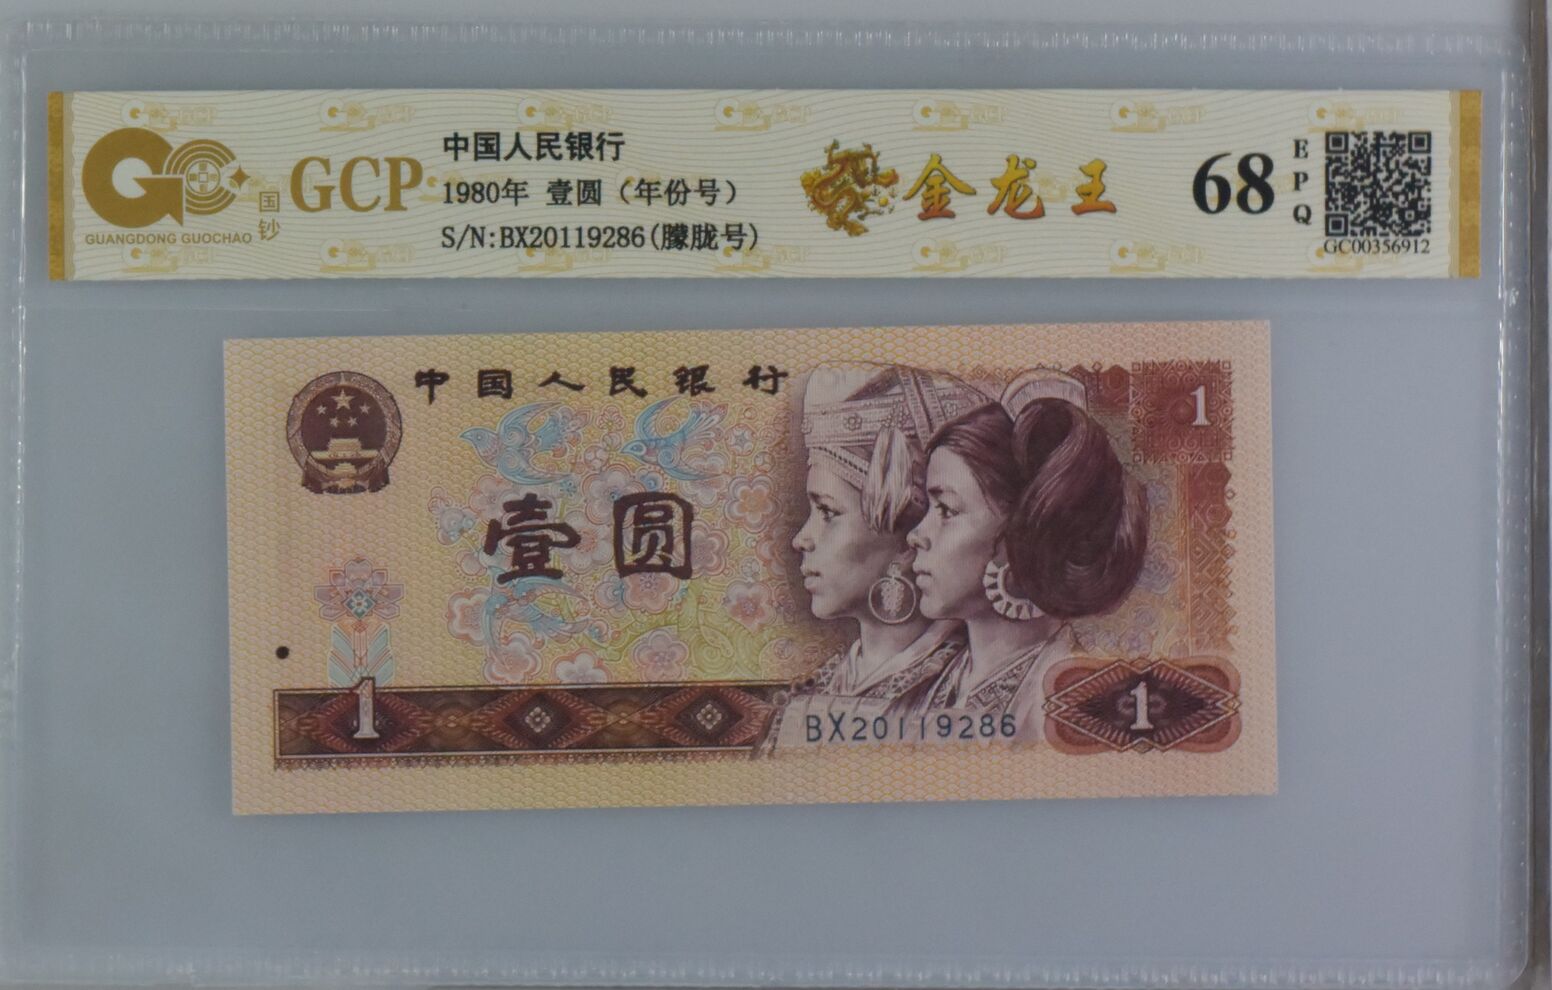 GC
GUANGDONG GUOCHAO
国钞
GCP
中国人民银行
1980年 壹圆（年份号）
S/N:BX20119286(朦胧号)
金龙王
68
EPQ
GC00356912
中国人民银行
1
壹圆
1
BX20119286
1